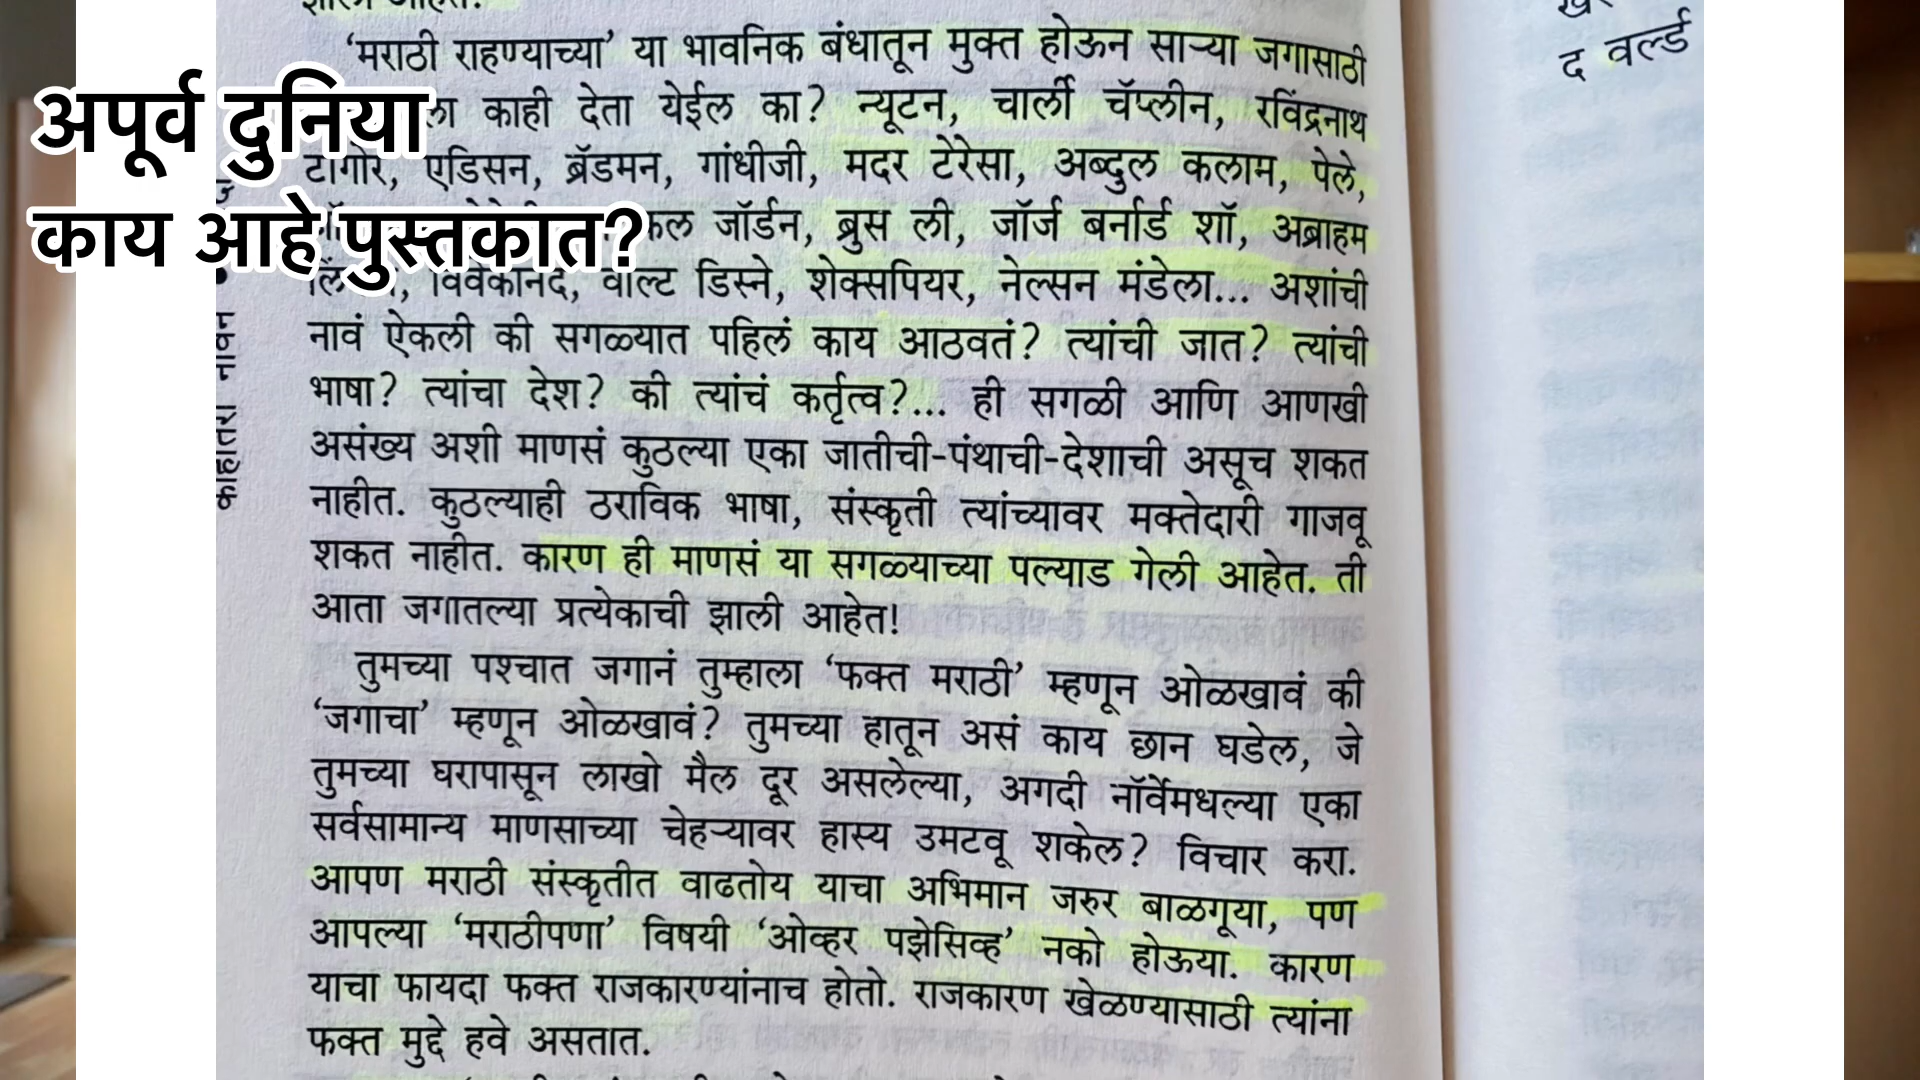 अपूर्व दुनिया
काय आहे पुस्तकात?
‘मराठी राहण्याच्या’ या भावनिक बंधातून मुक्त होऊन साऱ्या जगासाठी
ला काही देता येईल का? न्यूटन, चार्ली चॅप्लीन, रविंद्रनाथ
टागोर, एडिसन, ब्रॅडमन, गांधीजी, मदर टेरेसा, अब्दुल कलाम, पेले,
जॉर्डन, ब्रुस ली, जॉर्ज बर्नार्ड शॉ, अब्राहम
विवेकानंद, वाल्ट डिस्ने, शेक्सपियर, नेल्सन मंडेला... अशांची
नावं ऐकली की सगळ्यात पहिलं काय आठवतं? त्यांची जात? त्यांची
भाषा? त्यांचा देश? की त्यांचं कर्तृत्व?... ही सगळी आणि आणखी
असंख्य अशी माणसं कुठल्या एका जातीची-पंथाची-देशाची असूच शकत
नाहीत. कुठल्याही ठराविक भाषा, संस्कृती त्यांच्यावर मक्तेदारी गाजवू
शकत नाहीत. कारण ही माणसं या सगळ्याच्या पल्याड गेली आहेत. ती
आता जगातल्या प्रत्येकाची झाली आहेत!
तुमच्या पश्चात जगानं तुम्हाला ‘फक्त मराठी’ म्हणून ओळखावं की
‘जगाचा’ म्हणून ओळखावं? तुमच्या हातून असं काय छान घडेल, जे
तुमच्या घरापासून लाखो मैल दूर असलेल्या, अगदी नॉर्वेमधल्या एका
सर्वसामान्य माणसाच्या चेहऱ्यावर हास्य उमटवू शकेल? विचार करा.
आपण मराठी संस्कृतीत वाढतोय याचा अभिमान जरुर बाळगूया, पण
आपल्या ‘मराठीपणा’ विषयी ‘ओव्हर पझेसिव्ह’ नको होऊया. कारण
याचा फायदा फक्त राजकारण्यांनाच होतो. राजकारण खेळण्यासाठी त्यांना
फक्त मुद्दे हवे असतात.
द वर्ल्ड